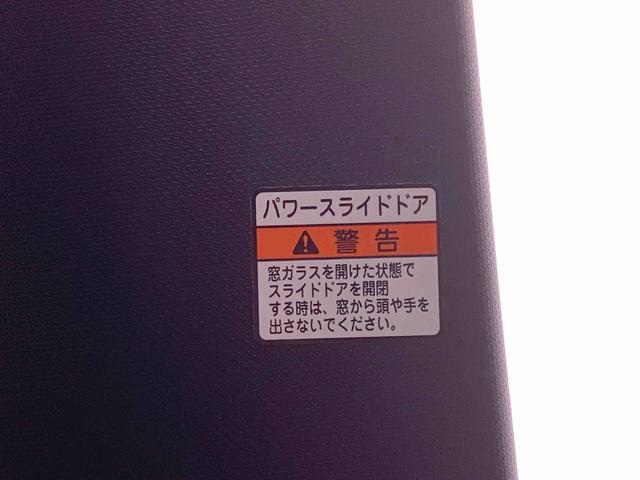 パワースライドドア
警告
窓ガラスを開けた状態で
スライドドアを開閉
する時は、窓から頭や手を
出さないでください。